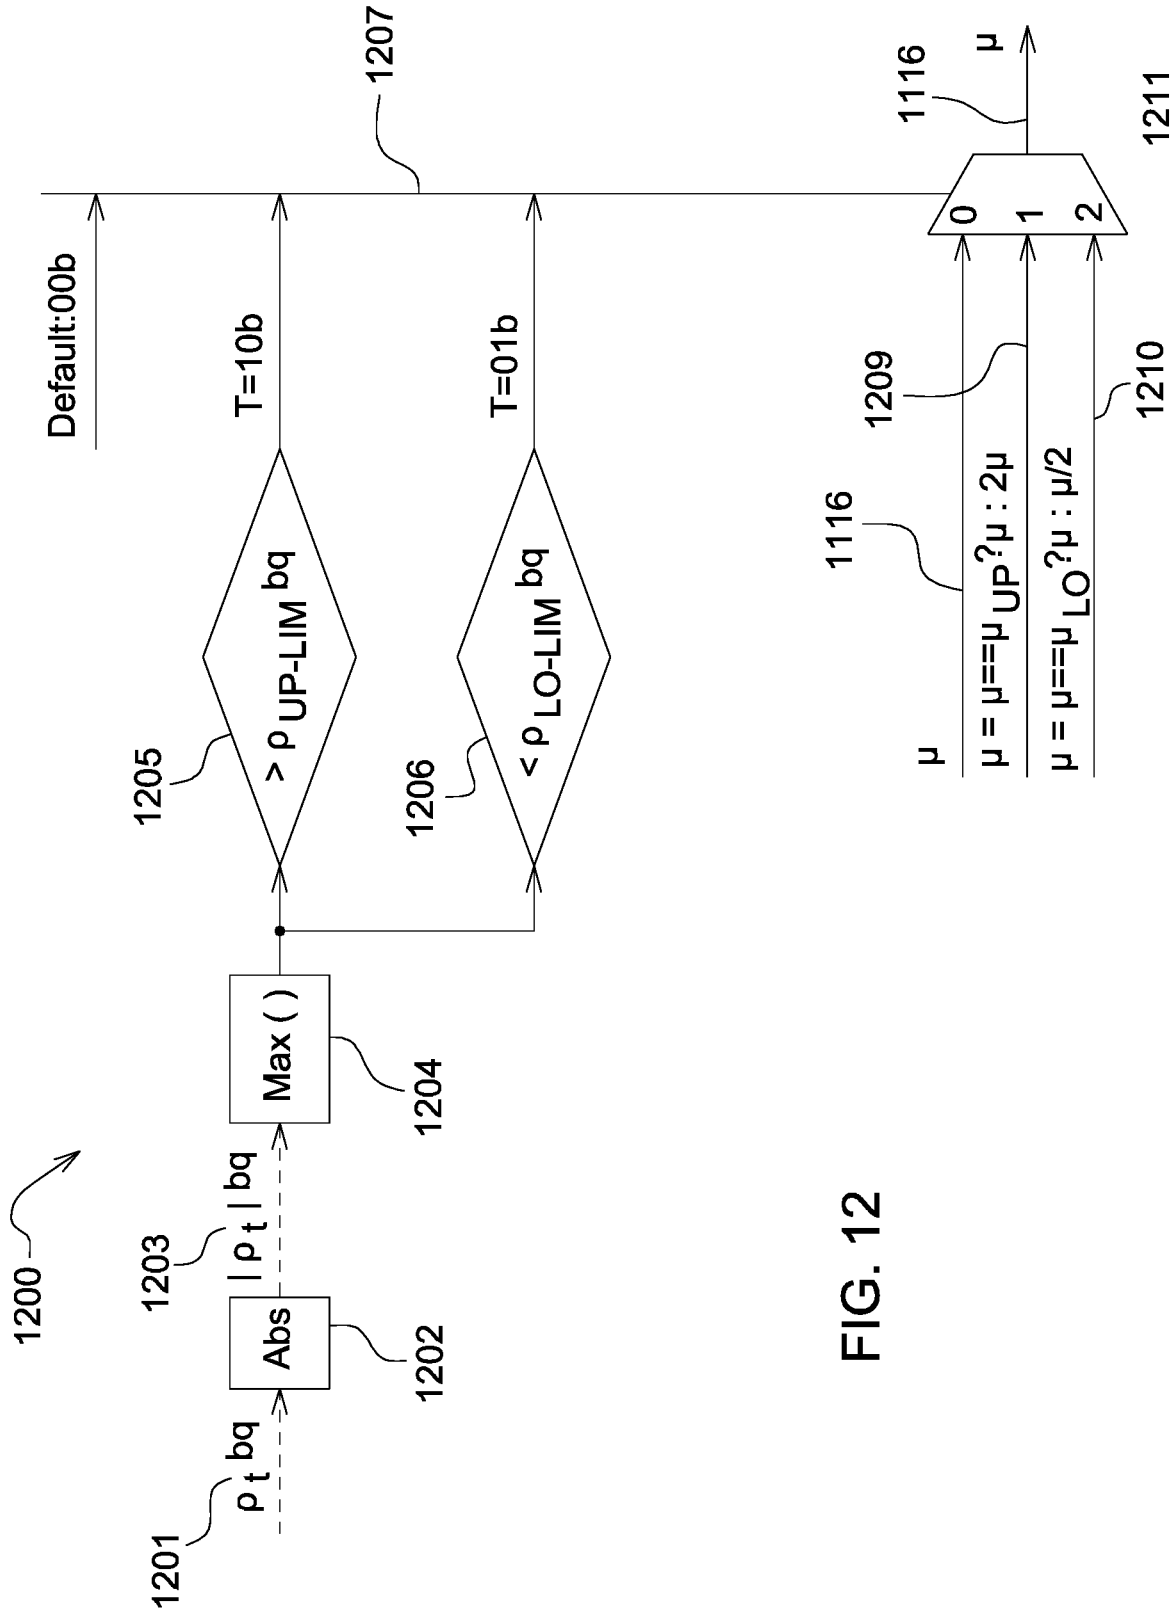 1200
1201
ρ t bq
Abs
1202
1203
| ρ t | bq
Max ( )
1204
1205
> ρ UP-LIM bq
T=10b
Default:00b
1206
< ρ LO-LIM bq
T=01b
1207
μ
1116
μ = μ==μ UP ?μ : 2μ
1209
μ = μ==μ LO ?μ : μ/2
1210
0
1
2
1116
μ
1211
FIG. 12